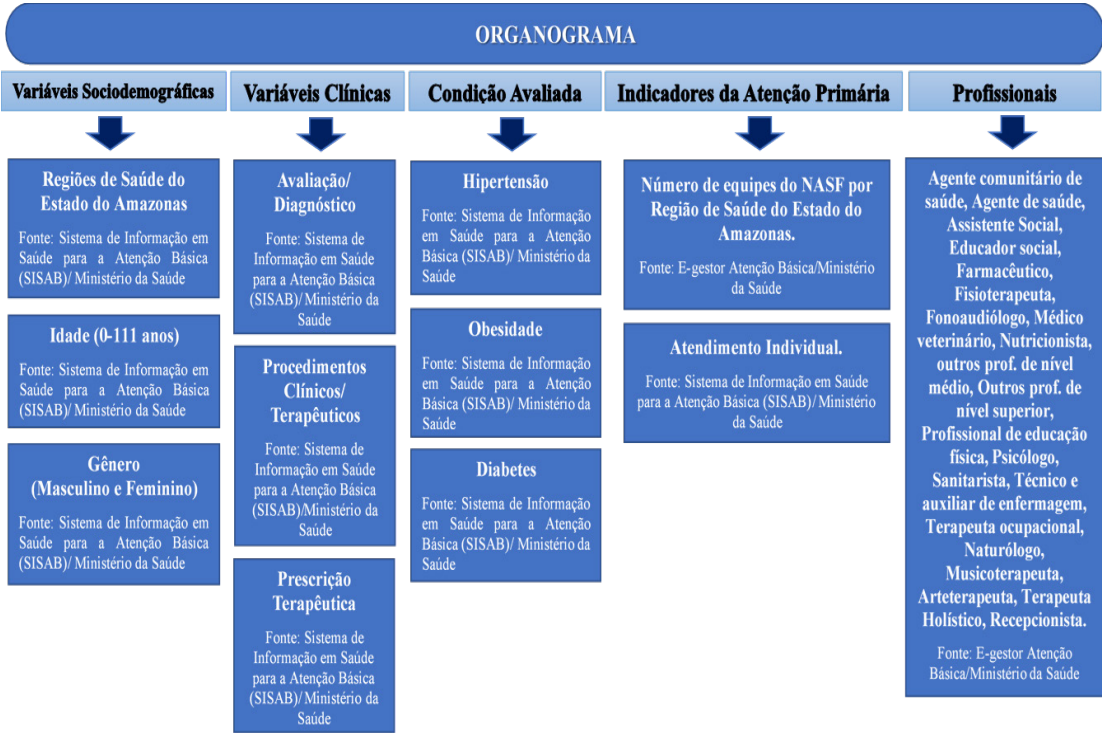 ORGANOGRAMA
Variáveis Sociodemográficas
Regiões de Saúde do
Estado do Amazonas
Fonte: Sistema de Informação em
Saúde para a Atenção Básica
(SISAB)/ Ministério da Saúde
Idade (0-111 anos)
Fonte: Sistema de Informação em
Saúde para a Atenção Básica
(SISAB)/ Ministério da Saúde
Gênero
(Masculino e Feminino)
Fonte: Sistema de Informação em
Saúde para a Atenção Básica
(SISAB)/ Ministério da Saúde
Variáveis Clínicas
Avaliação/
Diagnóstico
Fonte: Sistema de
Informação em Saúde
para a Atenção Básica
(SISAB)/ Ministério da
Saúde
Procedimentos
Clínicos/
Terapêuticos
Fonte: Sistema de
Informação em Saúde
para a Atenção Básica
(SISAB)/Ministério da
Saúde
Prescrição
Terapêutica
Fonte: Sistema de
Informação em Saúde
para a Atenção Básica
(SISAB)/ Ministério da
Saúde
Condição Avaliada
Hipertensão
Fonte: Sistema de Informação
em Saúde para a Atenção
Básica (SISAB)/ Ministério da
Saúde
Obesidade
Fonte: Sistema de Informação
em Saúde para a Atenção
Básica (SISAB)/ Ministério da
Saúde
Diabetes
Fonte: Sistema de Informação
em Saúde para a Atenção
Básica (SISAB)/ Ministério da
Saúde
Indicadores da Atenção Primária
Número de equipes do NASF por
Região de Saúde do Estado do
Amazonas.
Fonte: E-gestor Atenção Básica/Ministério
da Saúde
Atendimento Individual.
Fonte: Sistema de Informação em Saúde
para a Atenção Básica (SISAB)/ Ministério
da Saúde
Profissionais
Agente comunitário de
saúde, Agente de saúde,
Assistente Social,
Educador social,
Farmacêutico,
Fisioterapeuta,
Fonoaudiólogo, Médico
veterinário, Nutricionista,
outros prof. de nível
médio, Outros prof. de
nível superior,
Profissional de educação
física, Psicólogo,
Sanitarista, Técnico e
auxiliar de enfermagem,
Terapeuta ocupacional,
Naturólogo,
Musicoterapeuta,
Arteterapeuta, Terapeuta
Holístico, Recepcionista.
Fonte: E-gestor Atenção
Básica/Ministério da Saúde